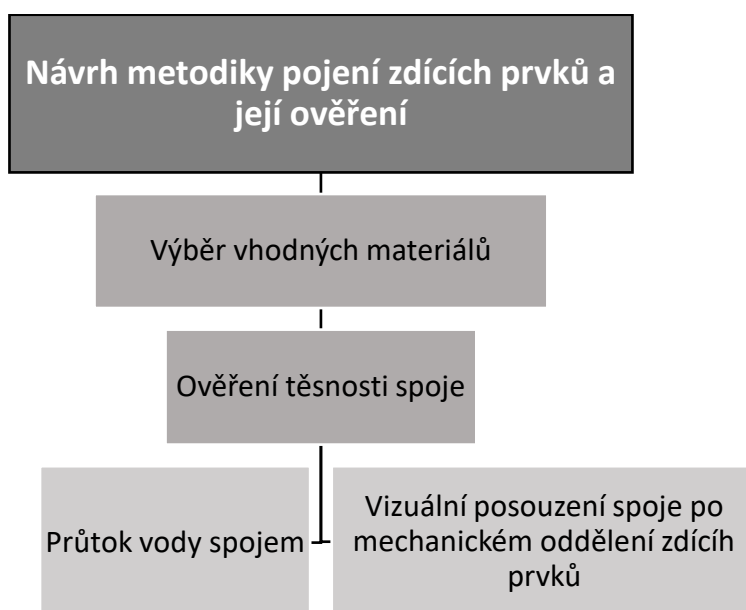 Návrh metodiky pojení zdících prvků a
její ověření
Výběr vhodných materiálů
Ověření těsnosti spoje
Průtok vody spojem
Vizuální posouzení spoje po
mechanickém oddělení zdícíh
prvků